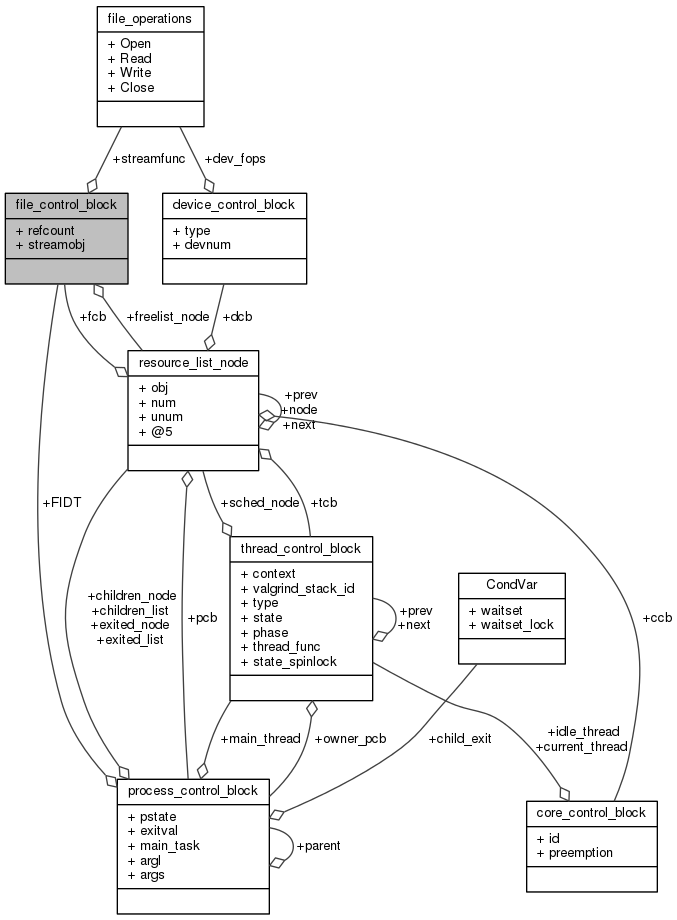 file_operations
+ Open
+ Read
+ Write
+ Close
+streamfunc
+dev_fops
file_control_block
+ refcount
+ streamobj
device_control_block
+ type
+ devnum
+fcb
+freelist_node
+dcb
resource_list_node
+ obj
+ num
+ unum
+ @5
+prev
+node
+next
+FIDT
+sched_node
+tcb
thread_control_block
+ context
+ valgrind_stack_id
+ type
+ state
+ phase
+ thread_func
+ state_spinlock
+prev
+next
CondVar
+ waitset
+ waitset_lock
+children_node
+children_list
+exited_node
+exited_list
+pcb
+ccb
+main_thread
+owner_pcb
+child_exit
+idle_thread
+current_thread
process_control_block
+ pstate
+ exitval
+ main_task
+ argl
+ args
+parent
core_control_block
+ id
+ preemption